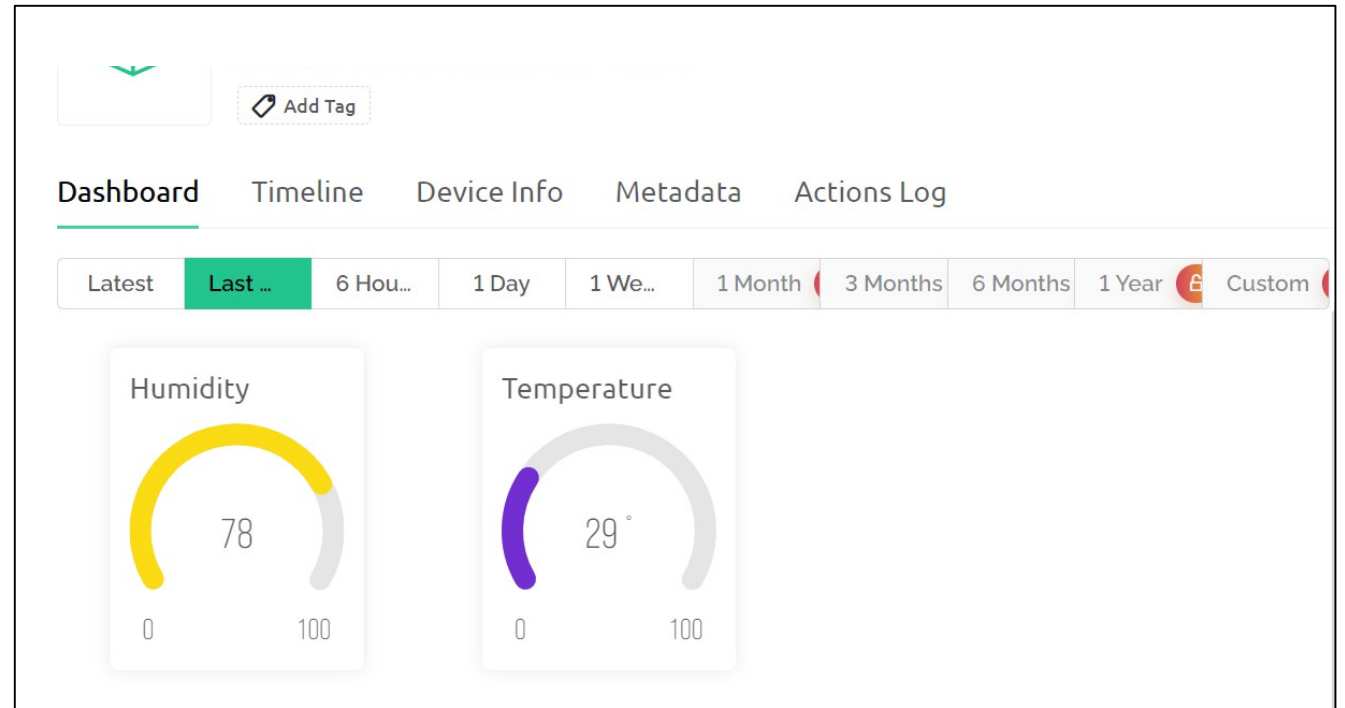 Add Tag
Dashboard Timeline Device Info Metadata Actions Log
Latest Last ... 6 Hou... 1 Day 1 We... 1 Month 3 Months 6 Months 1 Year Custom
Humidity Temperature
78 29°
0 100 0 100